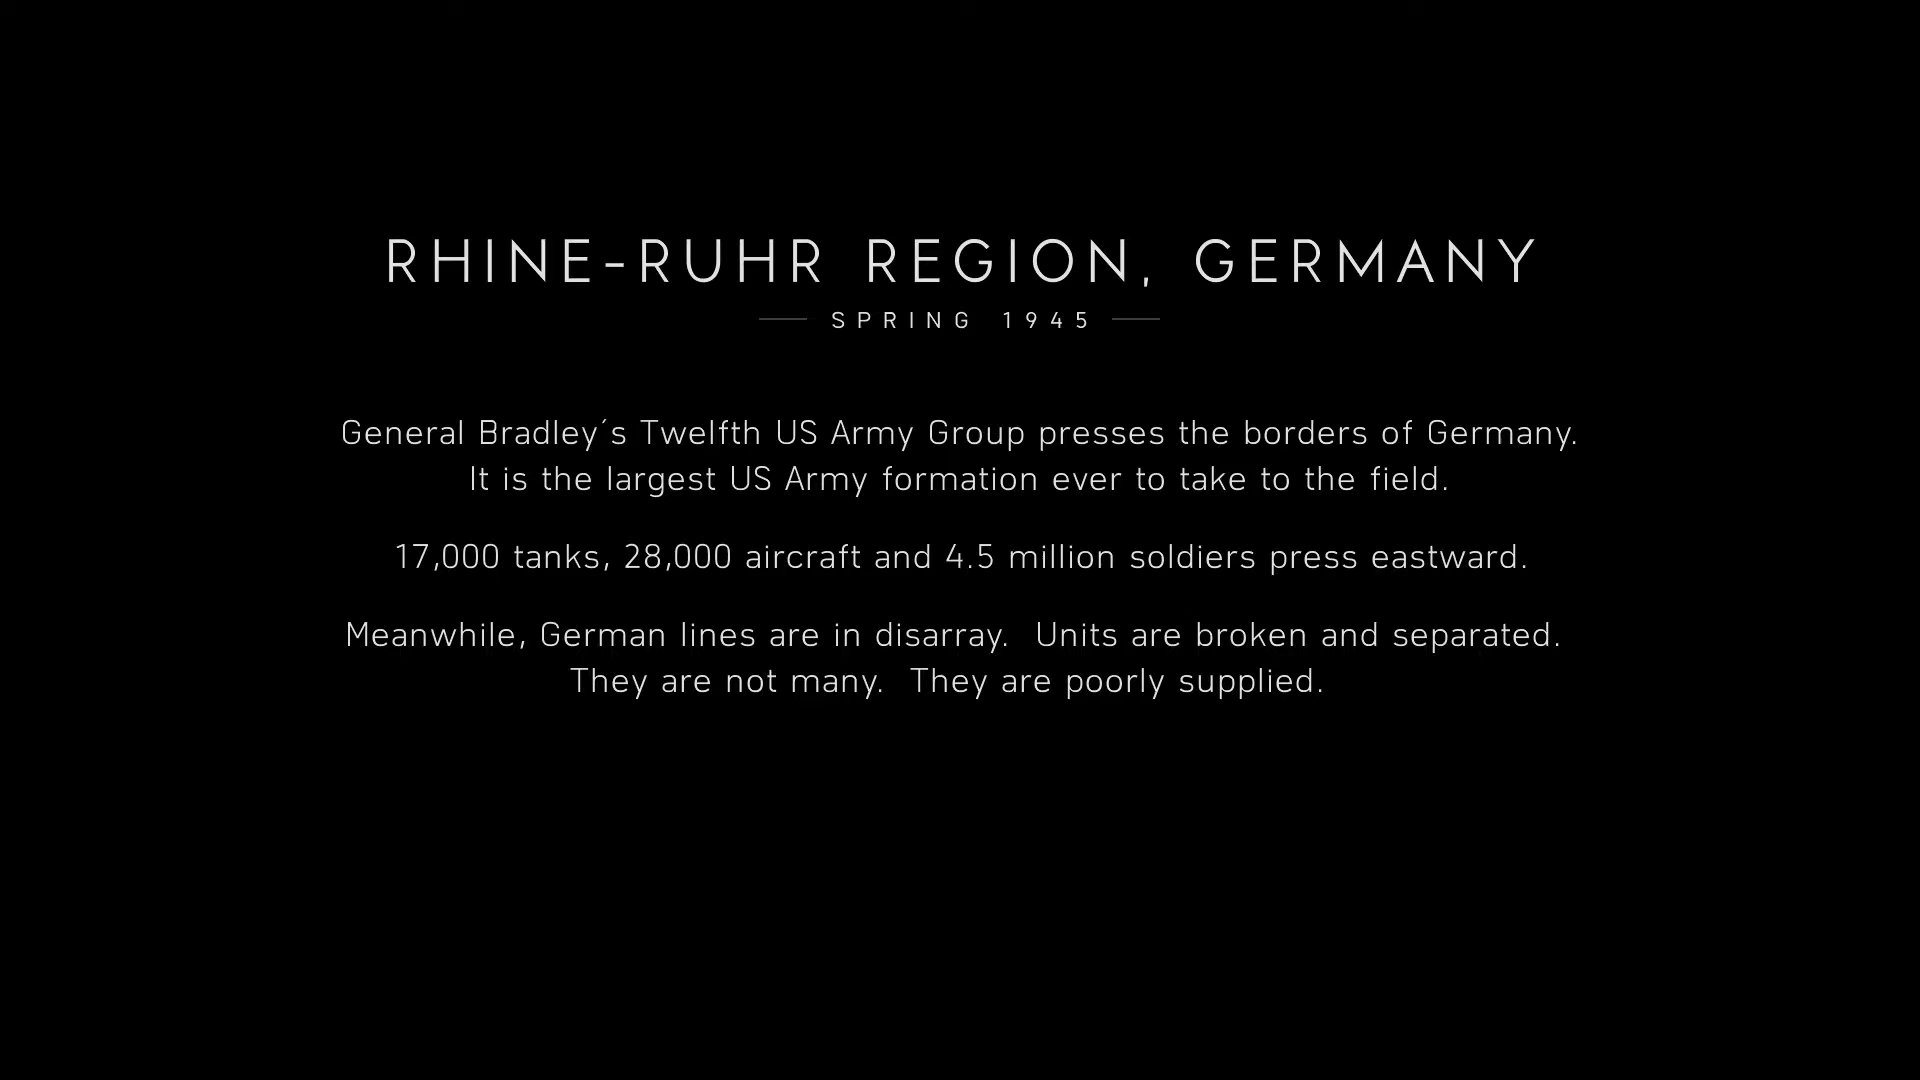 RHINE-RUHR REGION, GERMANY
SPRING 1945
General Bradley´s Twelfth US Army Group presses the borders of Germany.
It is the largest US Army formation ever to take to the field.
17,000 tanks, 28,000 aircraft and 4.5 million soldiers press eastward.
Meanwhile, German lines are in disarray.  Units are broken and separated.
They are not many.  They are poorly supplied.